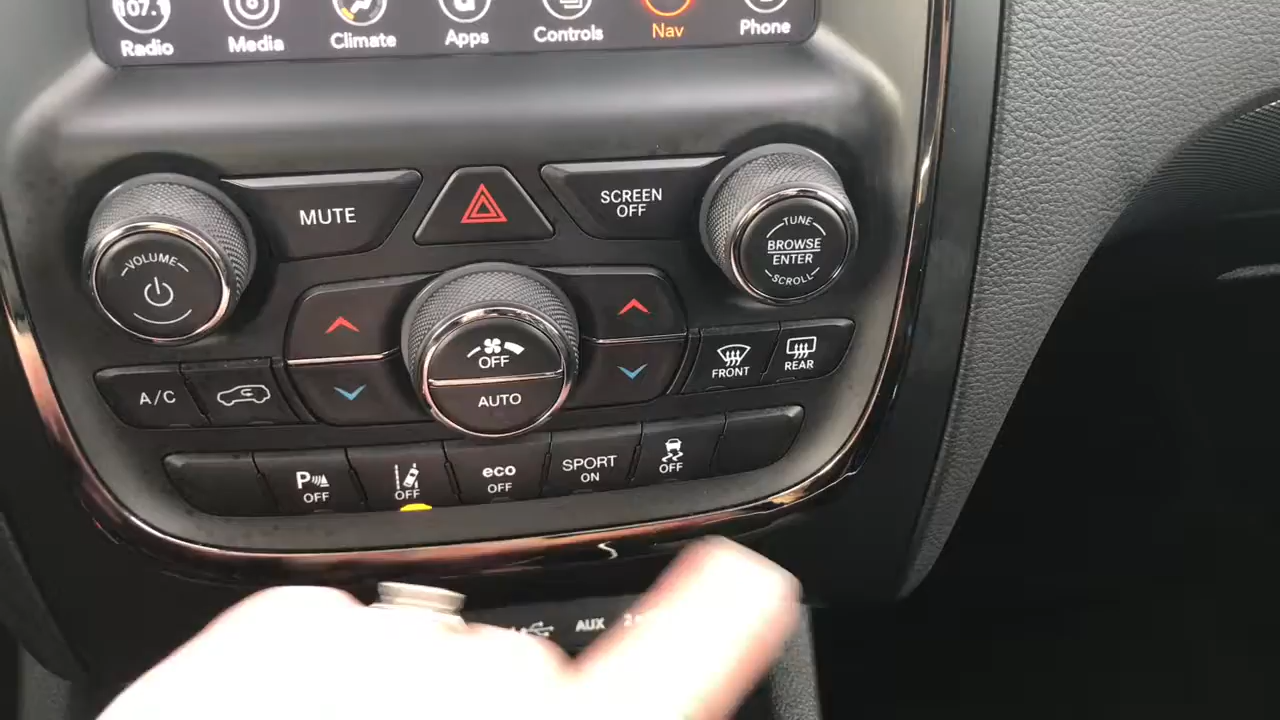 107.1
Radio
Media
Climate
Apps
Controls
Nav
Phone
MUTE
SCREEN
OFF
VOLUME
TUNE
BROWSE
ENTER
SCROLL
OFF
AUTO
A/C
FRONT
REAR
P
OFF
OFF
eco
OFF
SPORT
ON
OFF
AUX